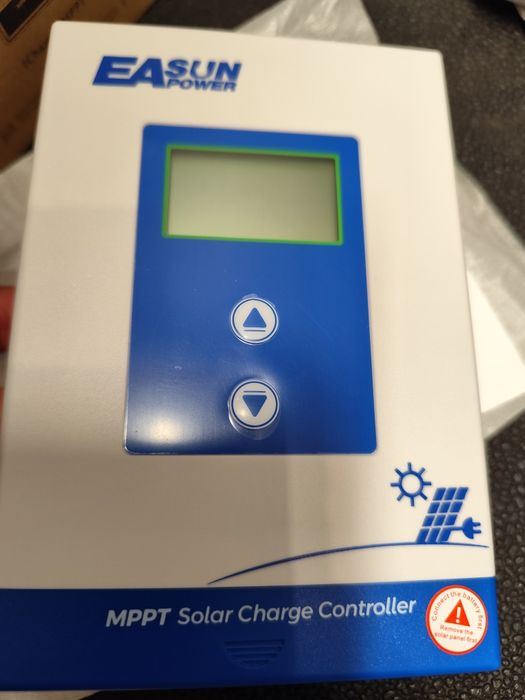 EASUN
POWER
MPPT Solar Charge Controller
Connect the battery first
Remove the
solar panel first